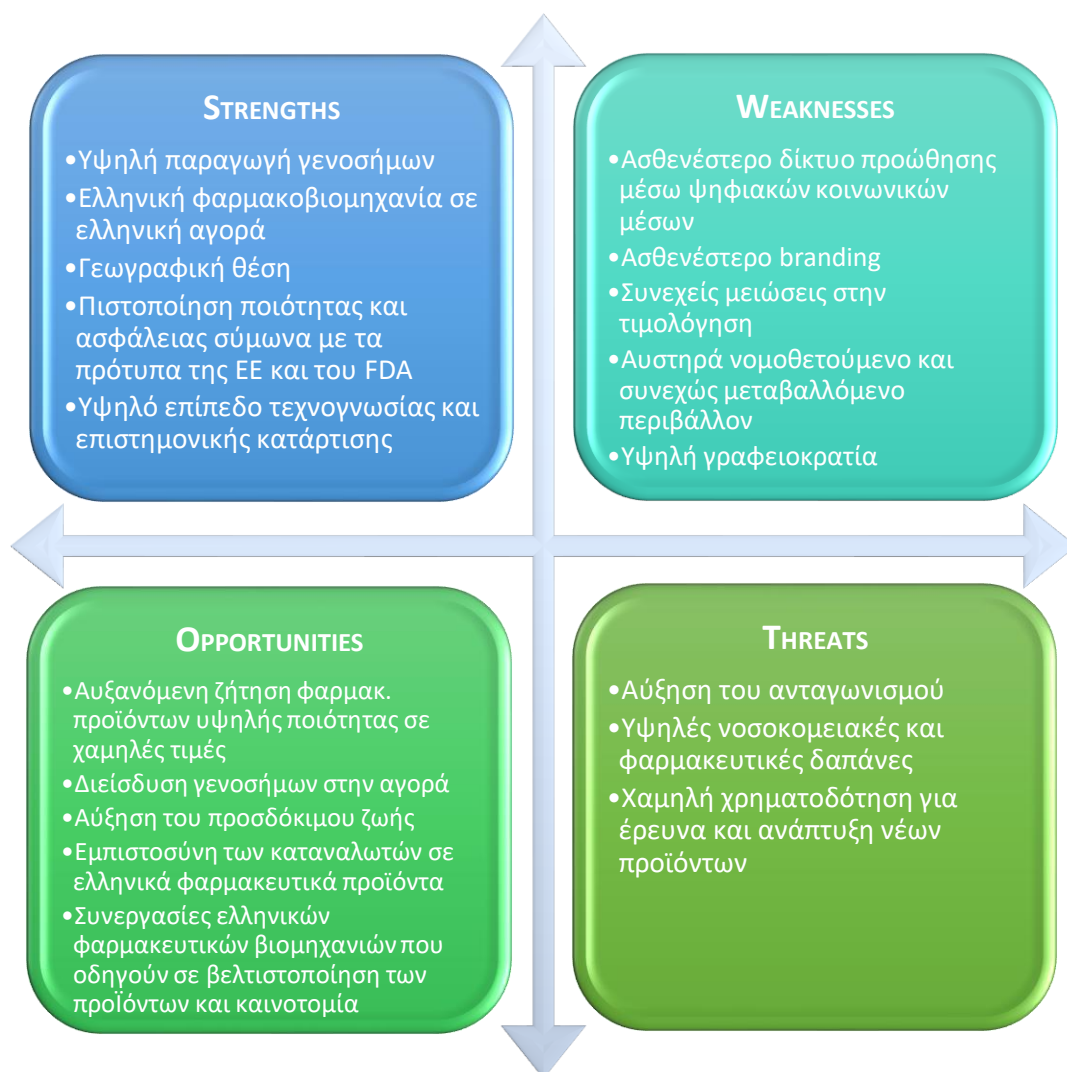 STRENGTHS
•Υψηλή παραγωγή γενοσήμων
•Ελληνική φαρμακοβιομηχανία σε
ελληνική αγορά
•Γεωγραφική θέση
•Πιστοποίηση ποιότητας και
ασφάλειας σύμωνα με τα
πρότυπα της ΕΕ και του FDA
•Υψηλό επίπεδο τεχνογνωσίας και
επιστημονικής κατάρτισης
WEAKNESSES
•Ασθενέστερο δίκτυο προώθησης
μέσω ψηφιακών κοινωνικών
μέσων
•Ασθενέστερο branding
•Συνεχείς μειώσεις στην
τιμολόγηση
•Αυστηρά νομοθετούμενο και
συνεχώς μεταβαλλόμενο
περιβάλλον
•Υψηλή γραφειοκρατία
OPPORTUNITIES
•Αυξανόμενη ζήτηση φαρμακ.
προϊόντων υψηλής ποιότητας σε
χαμηλές τιμές
•Διείσδυση γενοσήμων στην αγορά
•Αύξηση του προσδόκιμου ζωής
•Εμπιστοσύνη των καταναλωτών σε
ελληνικά φαρμακευτικά προϊόντα
•Συνεργασίες ελληνικών
φαρμακευτικών βιομηχανιών που
οδηγούν σε βελτιστοποίηση των
προΪόντων και καινοτομία
THREATS
•Αύξηση του ανταγωνισμού
•Υψηλές νοσοκομειακές και
φαρμακευτικές δαπάνες
•Χαμηλή χρηματοδότηση για
έρευνα και ανάπτυξη νέων
προϊόντων